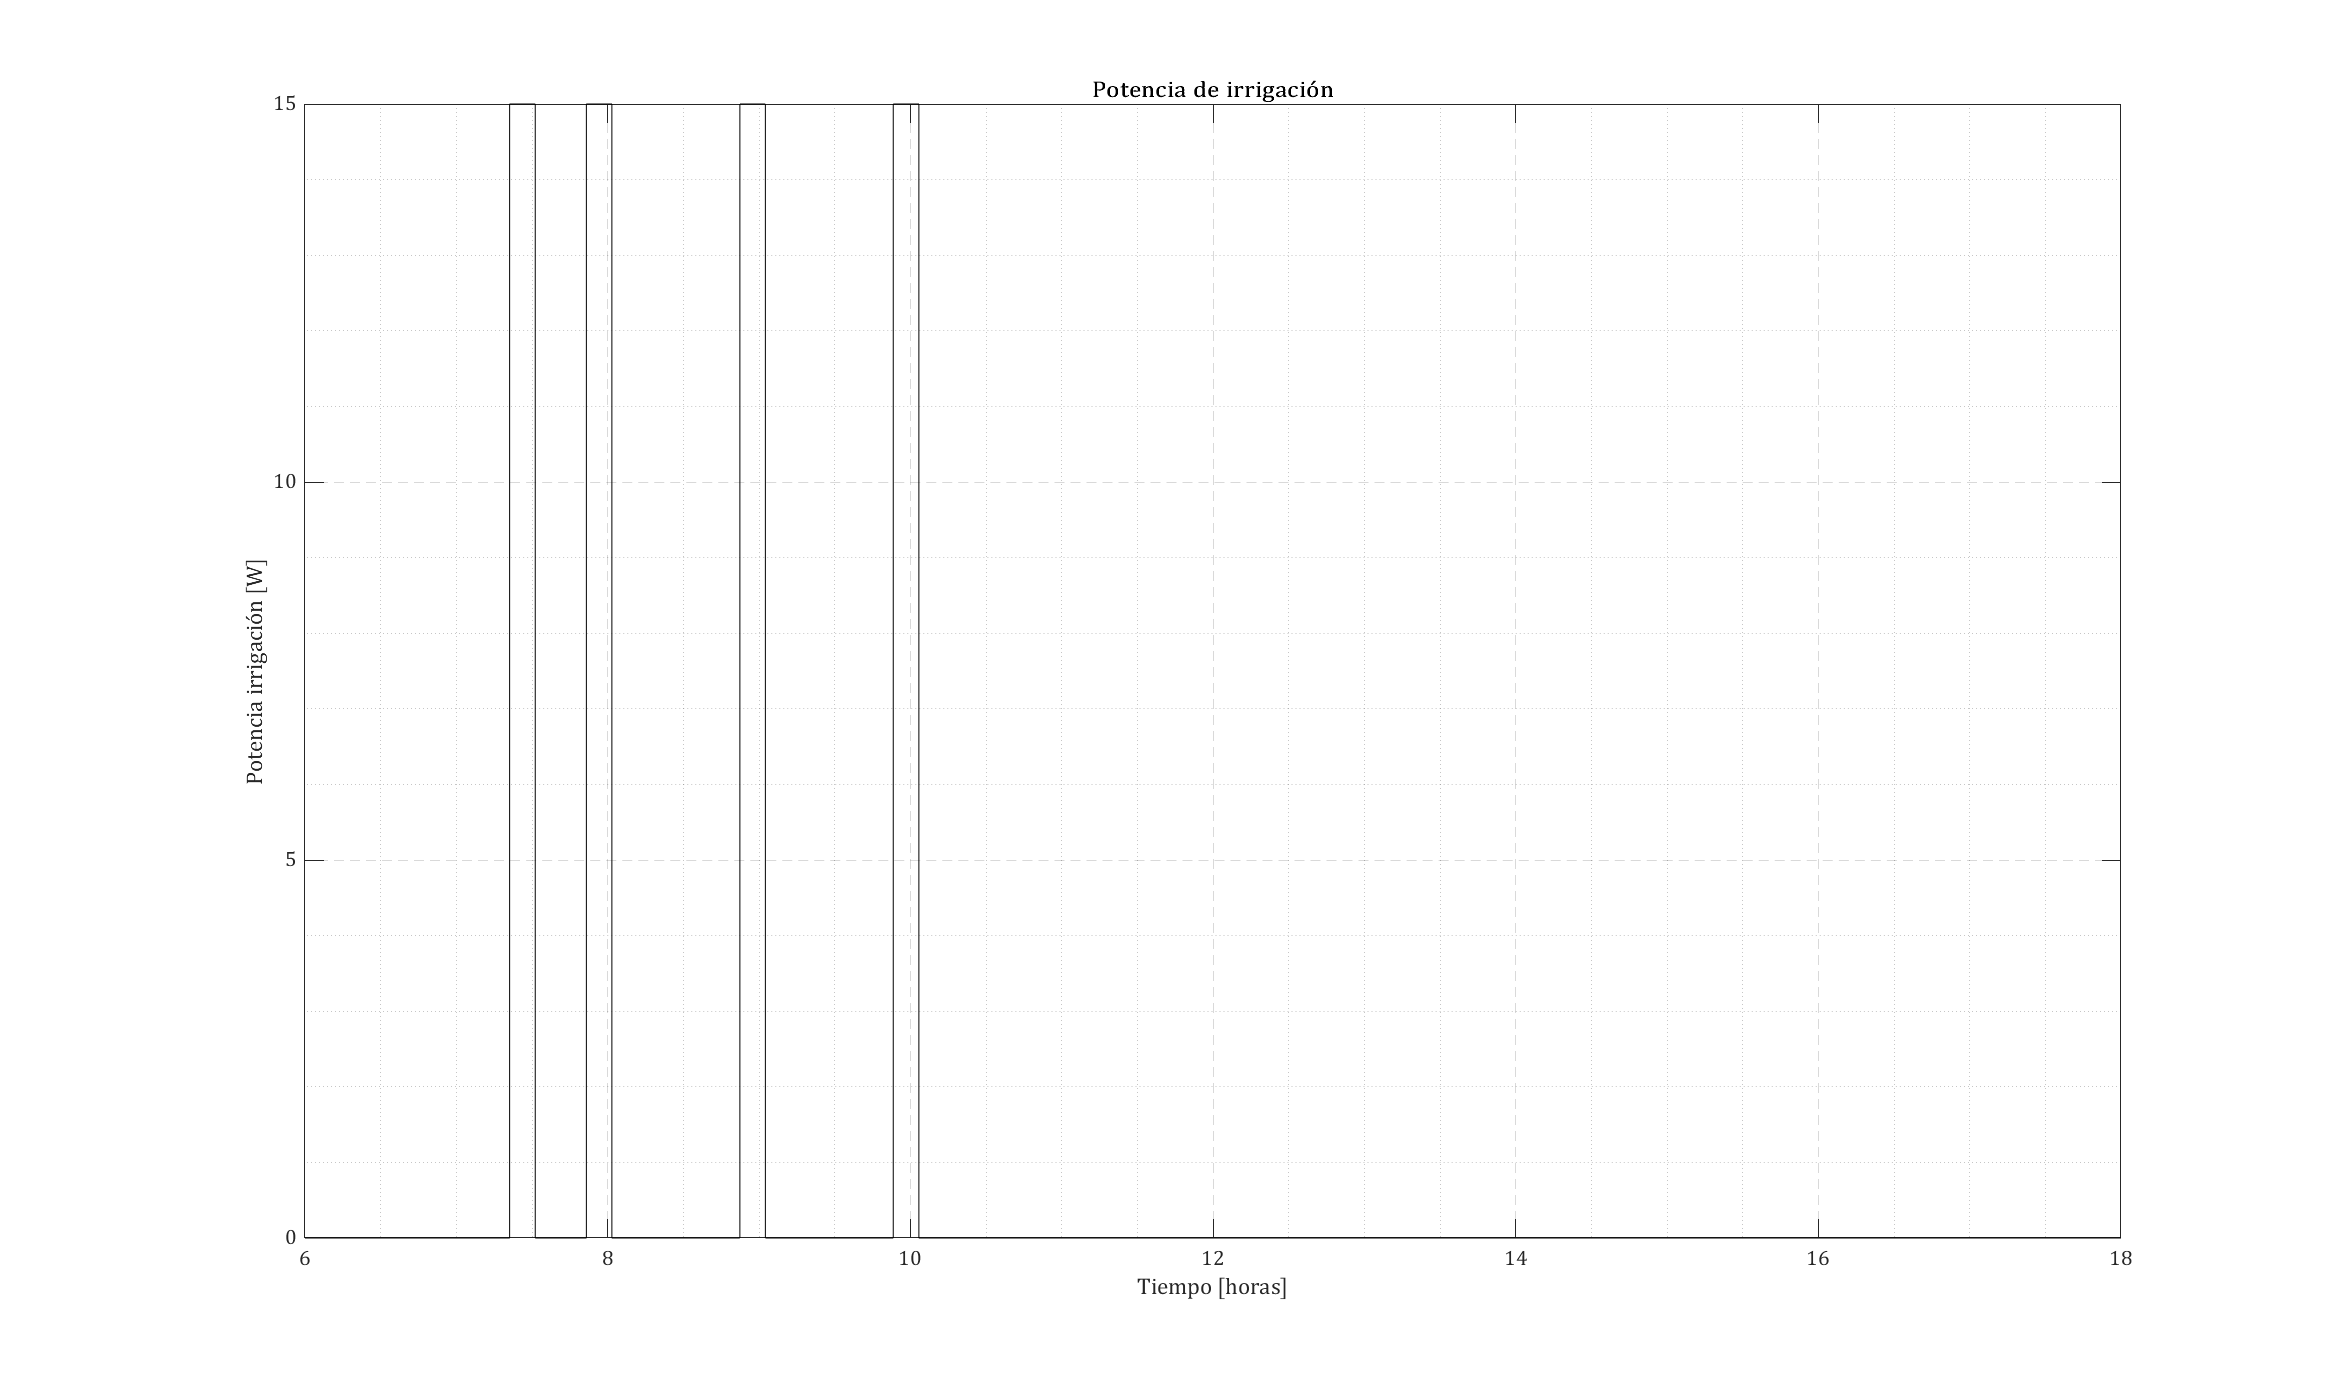 Potencia de irrigación
15
10
5
0
Potencia irrigación [W]
6 8 10 12 14 16 18
Tiempo [horas]